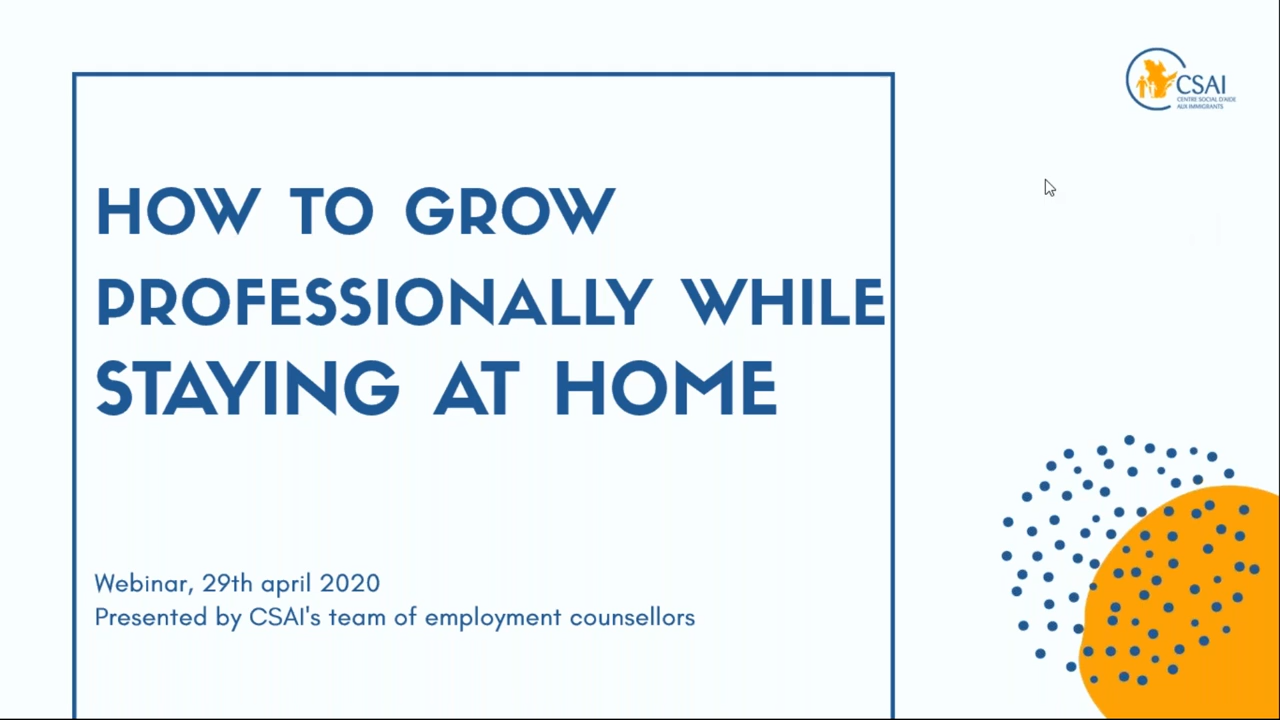 CSAI
CENTRE SOCIAL D'AIDE
AUX IMMIGRANTS
HOW TO GROW
PROFESSIONALLY WHILE
STAYING AT HOME
Webinar, 29th april 2020
Presented by CSAI's team of employment counsellors